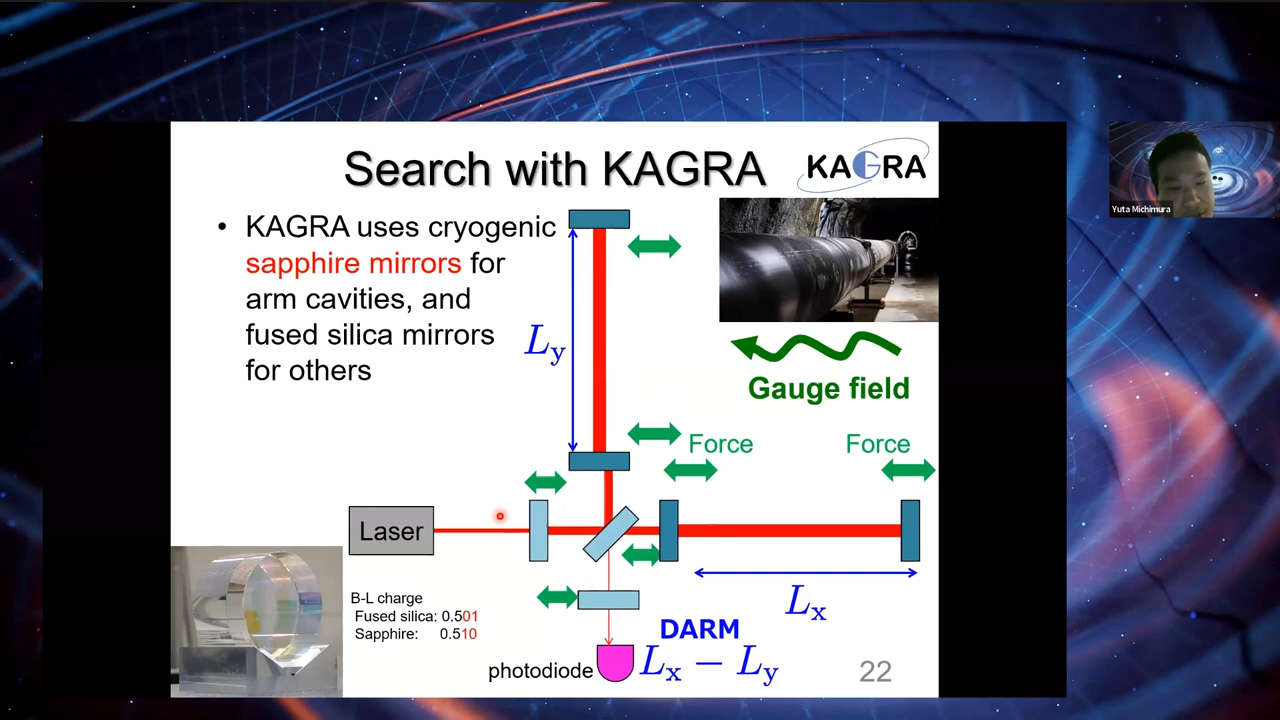 Search with KAGRA
KAGRA
• KAGRA uses cryogenic
sapphire mirrors for
arm cavities, and
fused silica mirrors
for others
Ly
Gauge field
Force
Force
Laser
Lx
B-L charge
Fused silica: 0.501
Sapphire: 0.510
DARM
Lx − Ly
photodiode
22
Yuta Michimura